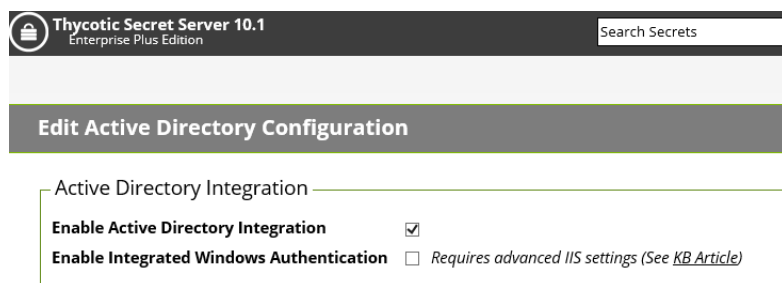 Thycotic Secret Server 10.1
Enterprise Plus Edition
Search Secrets
Edit Active Directory Configuration
Active Directory Integration
Enable Active Directory Integration
Enable Integrated Windows Authentication Requires advanced IIS settings (See KB Article)